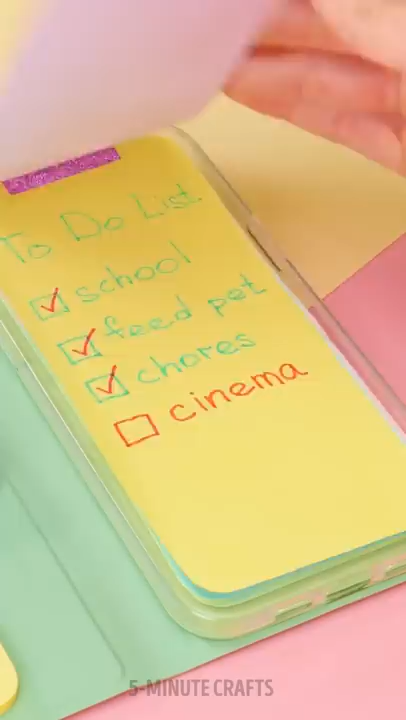 To Do List
school
feed pet
chores
cinema
5-MINUTE CRAFTS